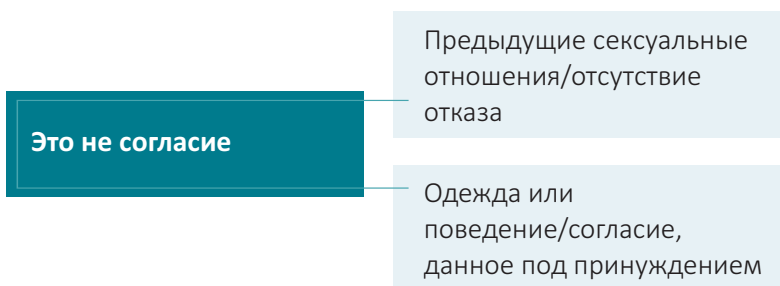 Это не согласие
Предыдущие сексуальные
отношения/отсутствие
отказа
Одежда или
поведение/согласие,
данное под принуждением